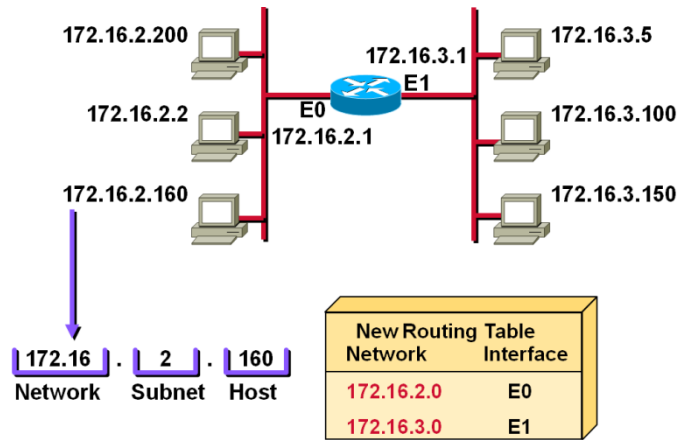 172.16.2.200
172.16.3.1
172.16.3.5
E1
E0
172.16.2.2
172.16.2.1
172.16.3.100
172.16.2.160
172.16.3.150
172.16 . 2 . 160
Network Subnet Host
New Routing Table
Network Interface
172.16.2.0 E0
172.16.3.0 E1